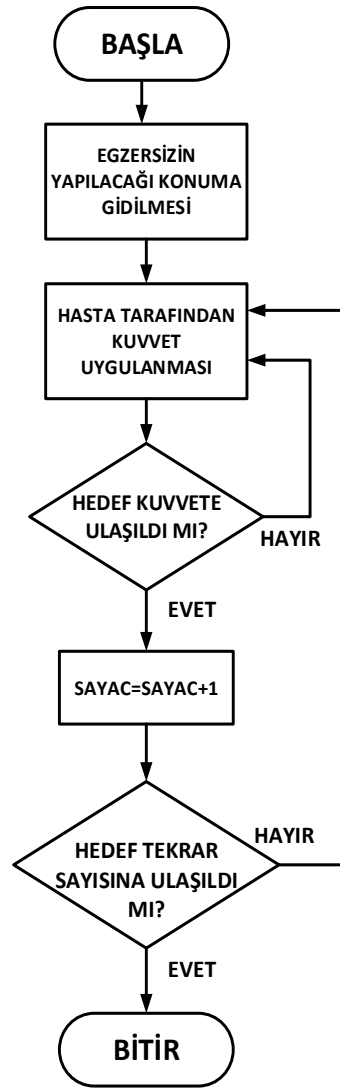 BAŞLA
EGZERSİZİN
YAPILACAĞI KONUMA
GİDİLMESİ
HASTA TARAFINDAN
KUVVET
UYGULANMASI
HEDEF KUVVETE
ULAŞILDI MI?
HAYIR
EVET
SAYAC=SAYAC+1
HAYIR
HEDEF TEKRAR
SAYISINA ULAŞILDI
MI?
EVET
BİTİR